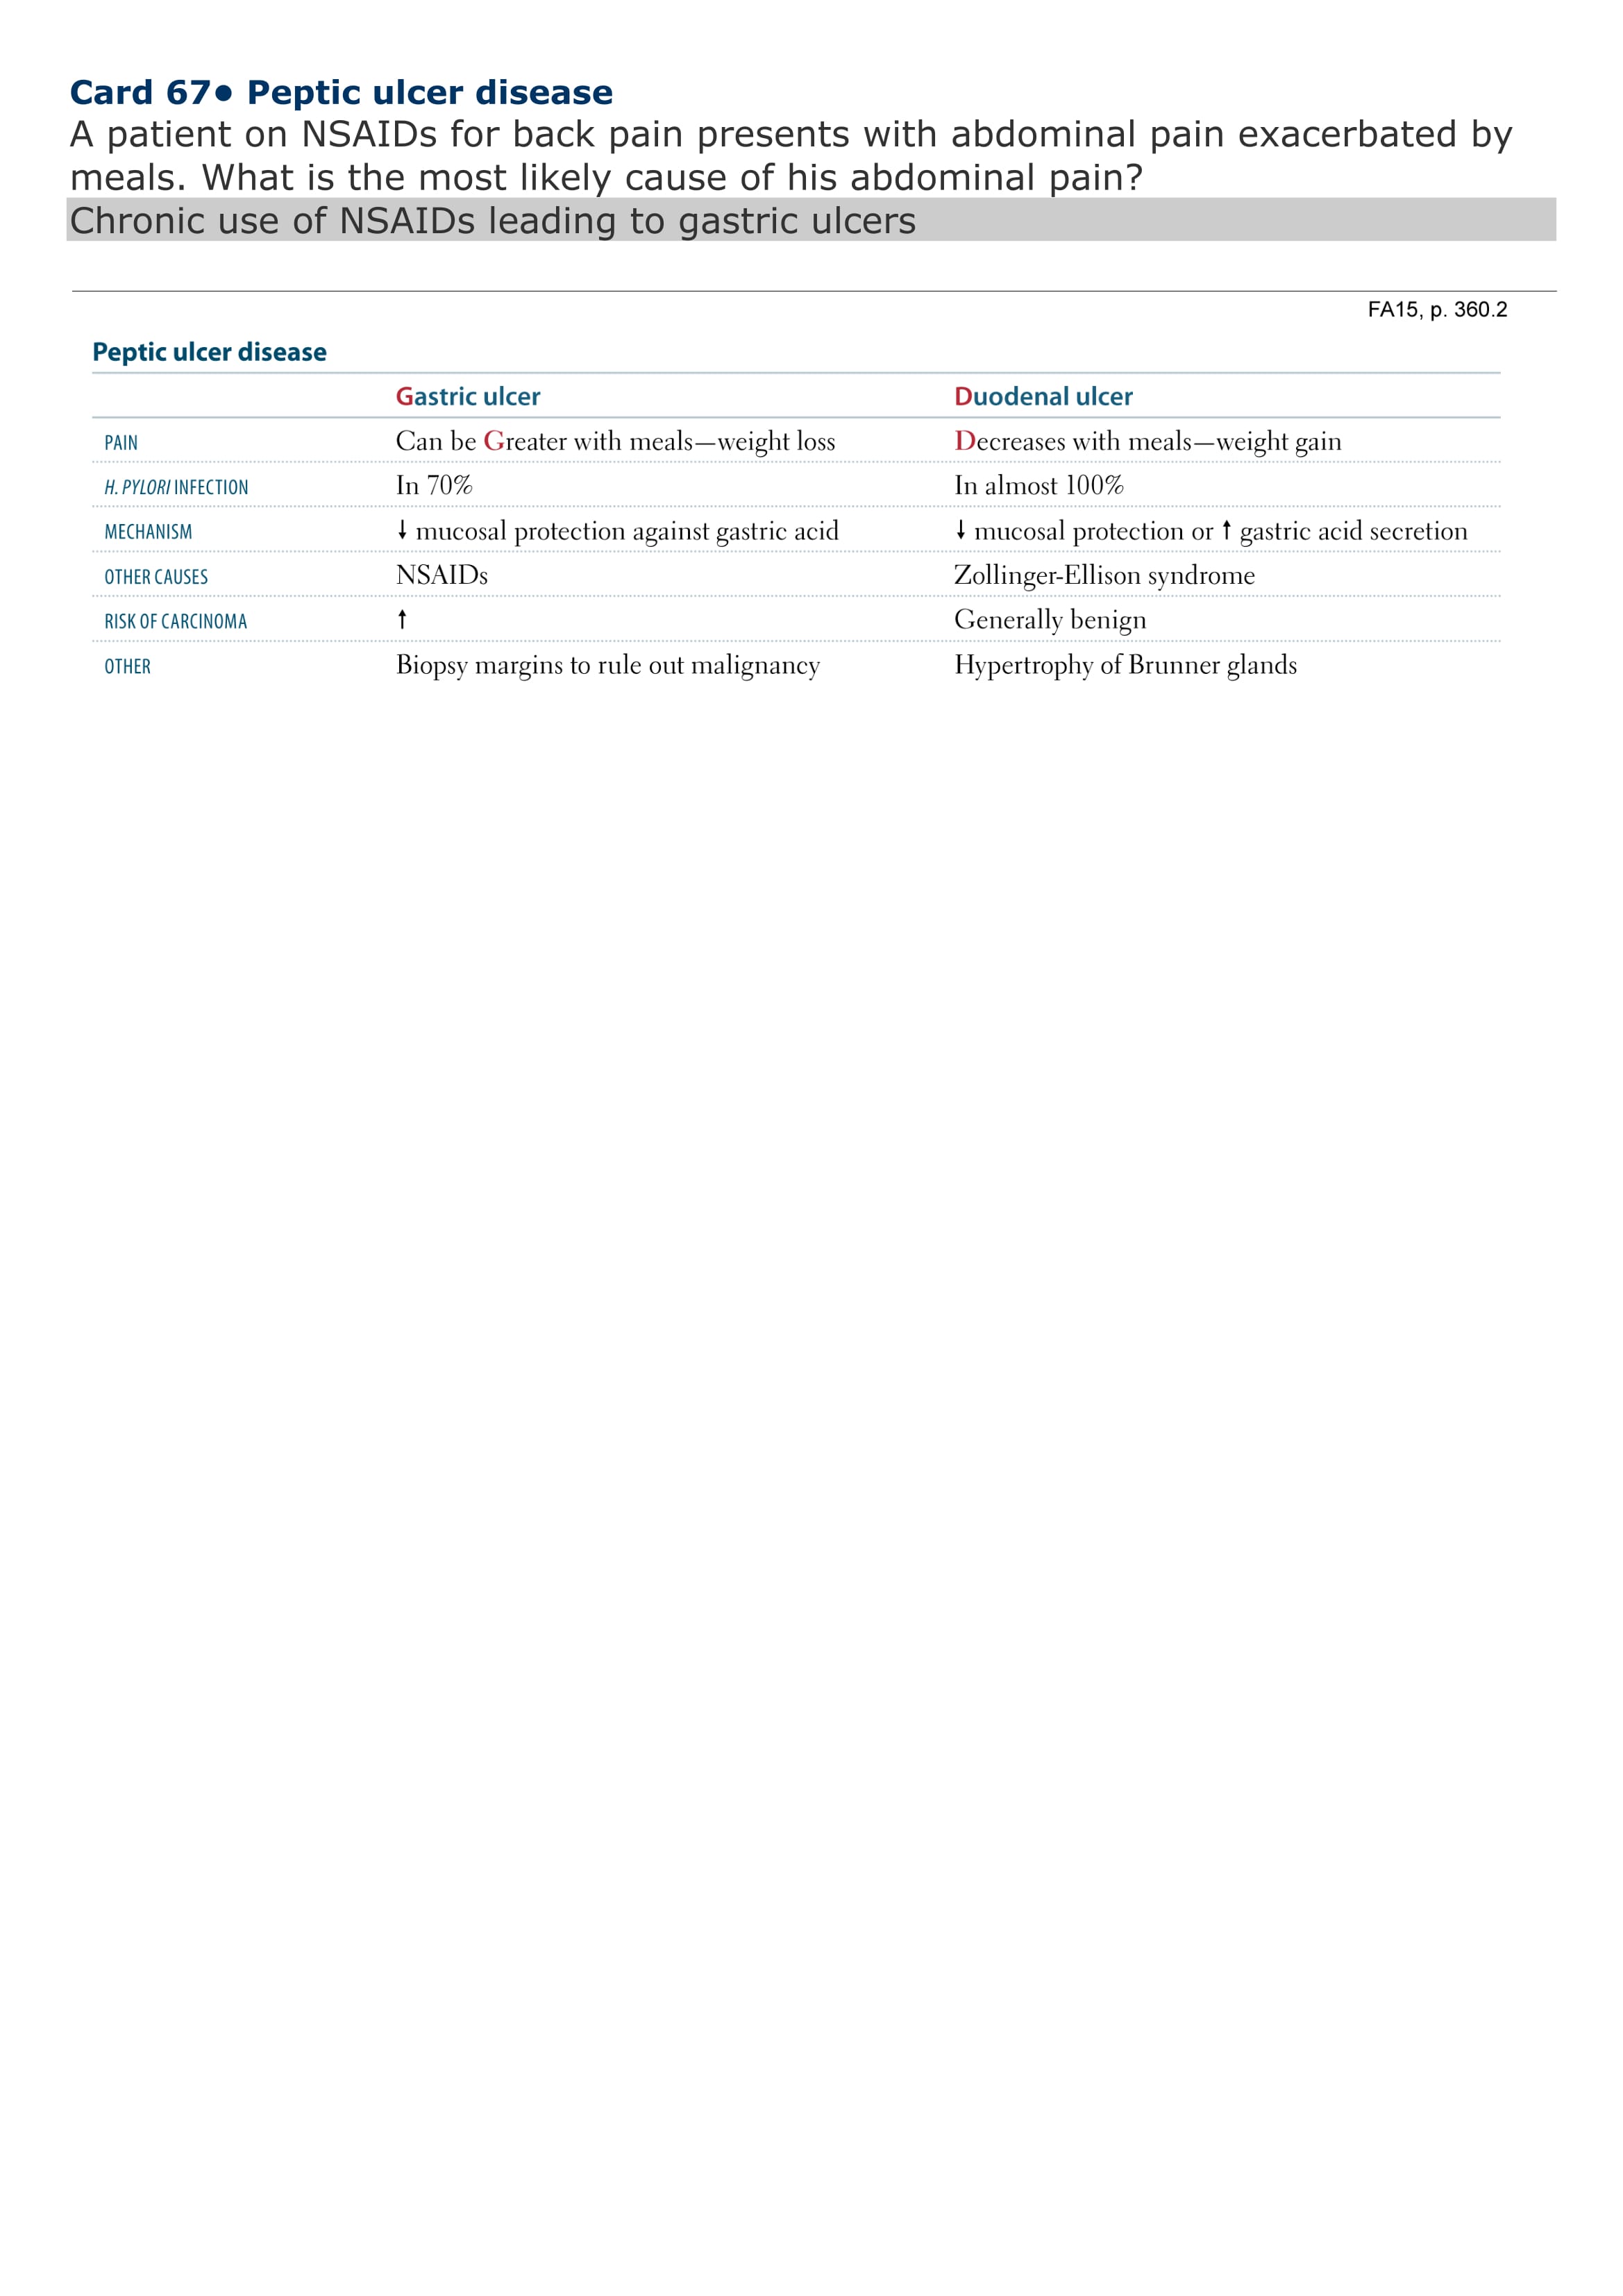 Card 67● Peptic ulcer disease
A patient on NSAIDs for back pain presents with abdominal pain exacerbated by
meals. What is the most likely cause of his abdominal pain?
Chronic use of NSAIDs leading to gastric ulcers
FA15, p. 360.2
Peptic ulcer disease
Gastric ulcer Duodenal ulcer
PAIN Can be Greater with meals—weight loss Decreases with meals—weight gain
H. PYLORI INFECTION In 70% In almost 100%
MECHANISM ↓ mucosal protection against gastric acid ↓ mucosal protection or ↑ gastric acid secretion
OTHER CAUSES NSAIDs Zollinger-Ellison syndrome
RISK OF CARCINOMA ↑ Generally benign
OTHER Biopsy margins to rule out malignancy Hypertrophy of Brunner glands